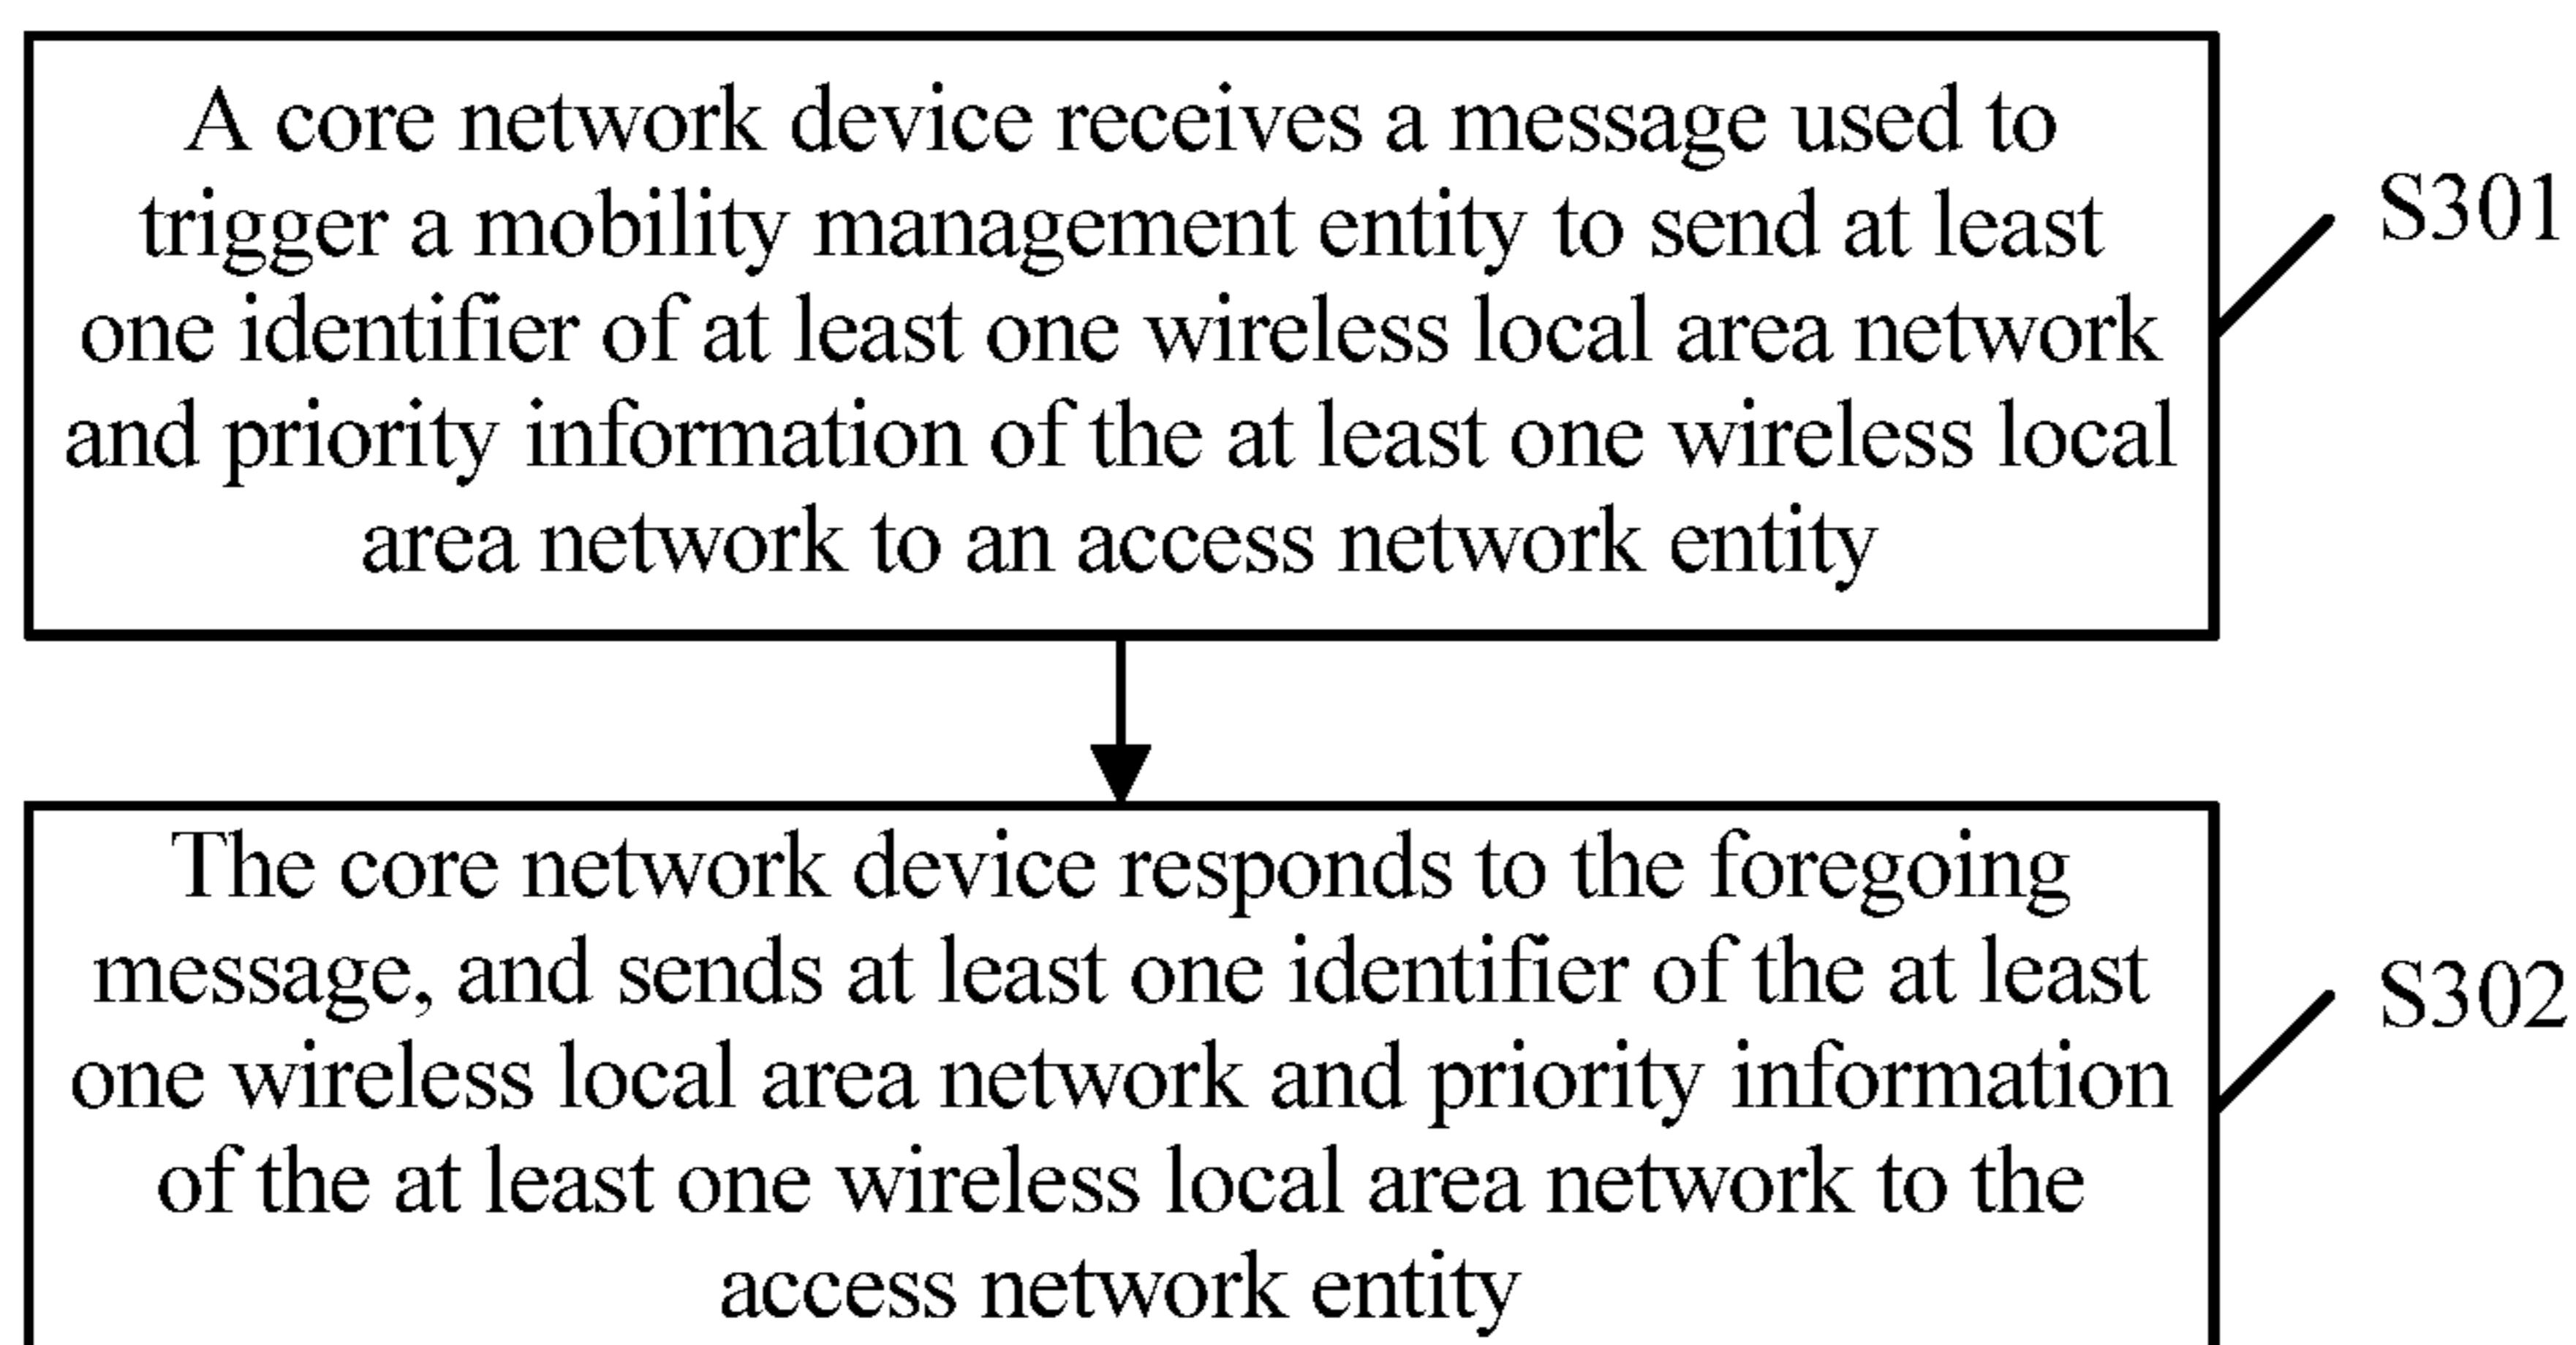 A core network device receives a message used to
trigger a mobility management entity to send at least
one identifier of at least one wireless local area network
and priority information of the at least one wireless local
area network to an access network entity
S301
The core network device responds to the foregoing
message, and sends at least one identifier of the at least
one wireless local area network and priority information
of the at least one wireless local area network to the
access network entity
S302